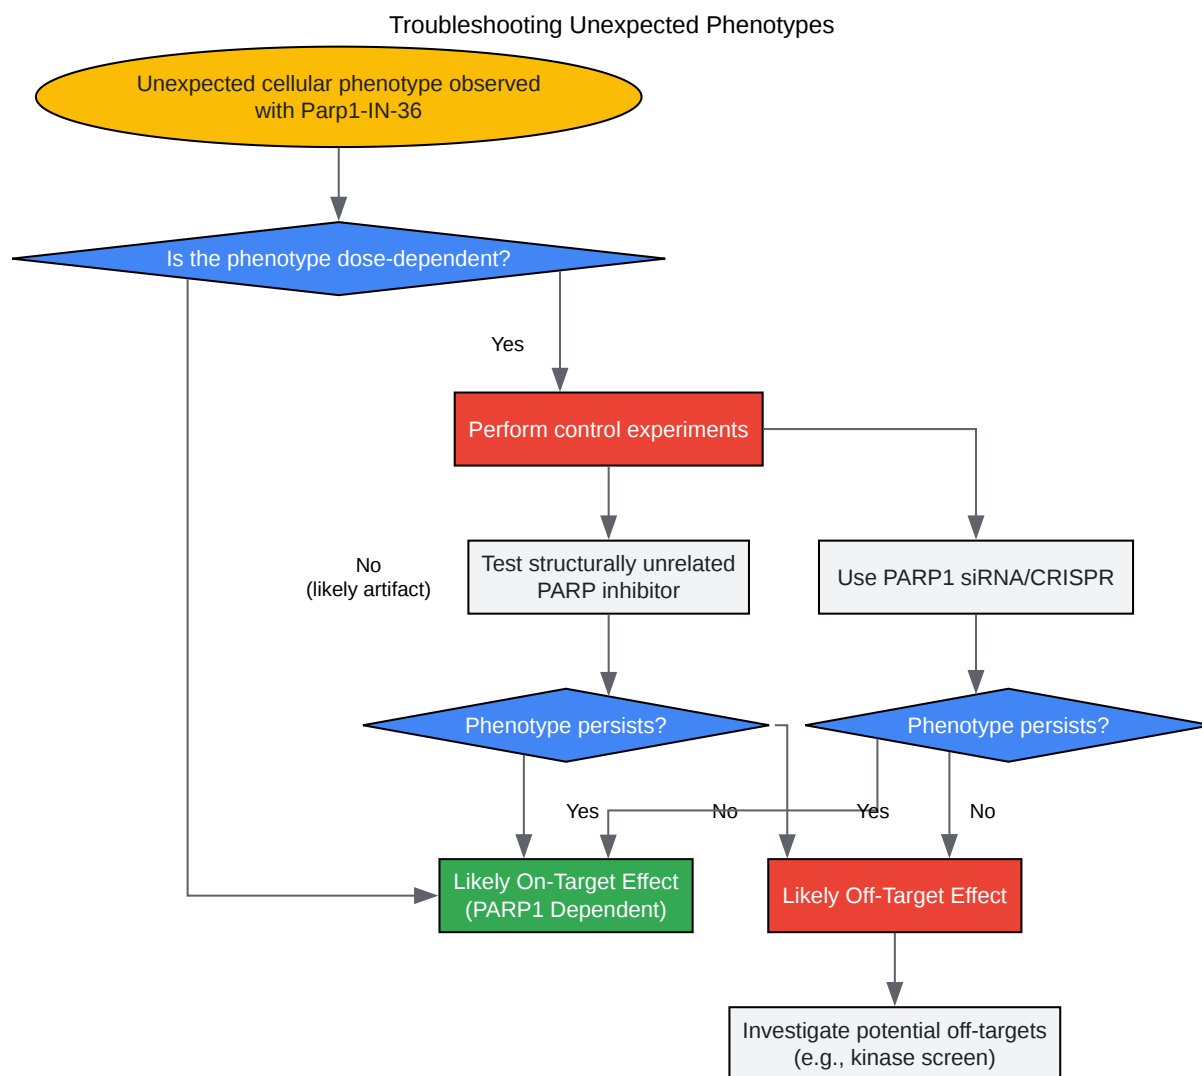 Troubleshooting Unexpected Phenotypes
Unexpected cellular phenotype observed
with Parp1-IN-36
Is the phenotype dose-dependent?
Yes
Perform control experiments
No
(likely artifact)
Test structurally unrelated
PARP inhibitor
Use PARP1 siRNA/CRISPR
Phenotype persists?
Phenotype persists?
Yes
No
Yes
No
Likely On-Target Effect
(PARP1 Dependent)
Likely Off-Target Effect
Investigate potential off-targets
(e.g., kinase screen)